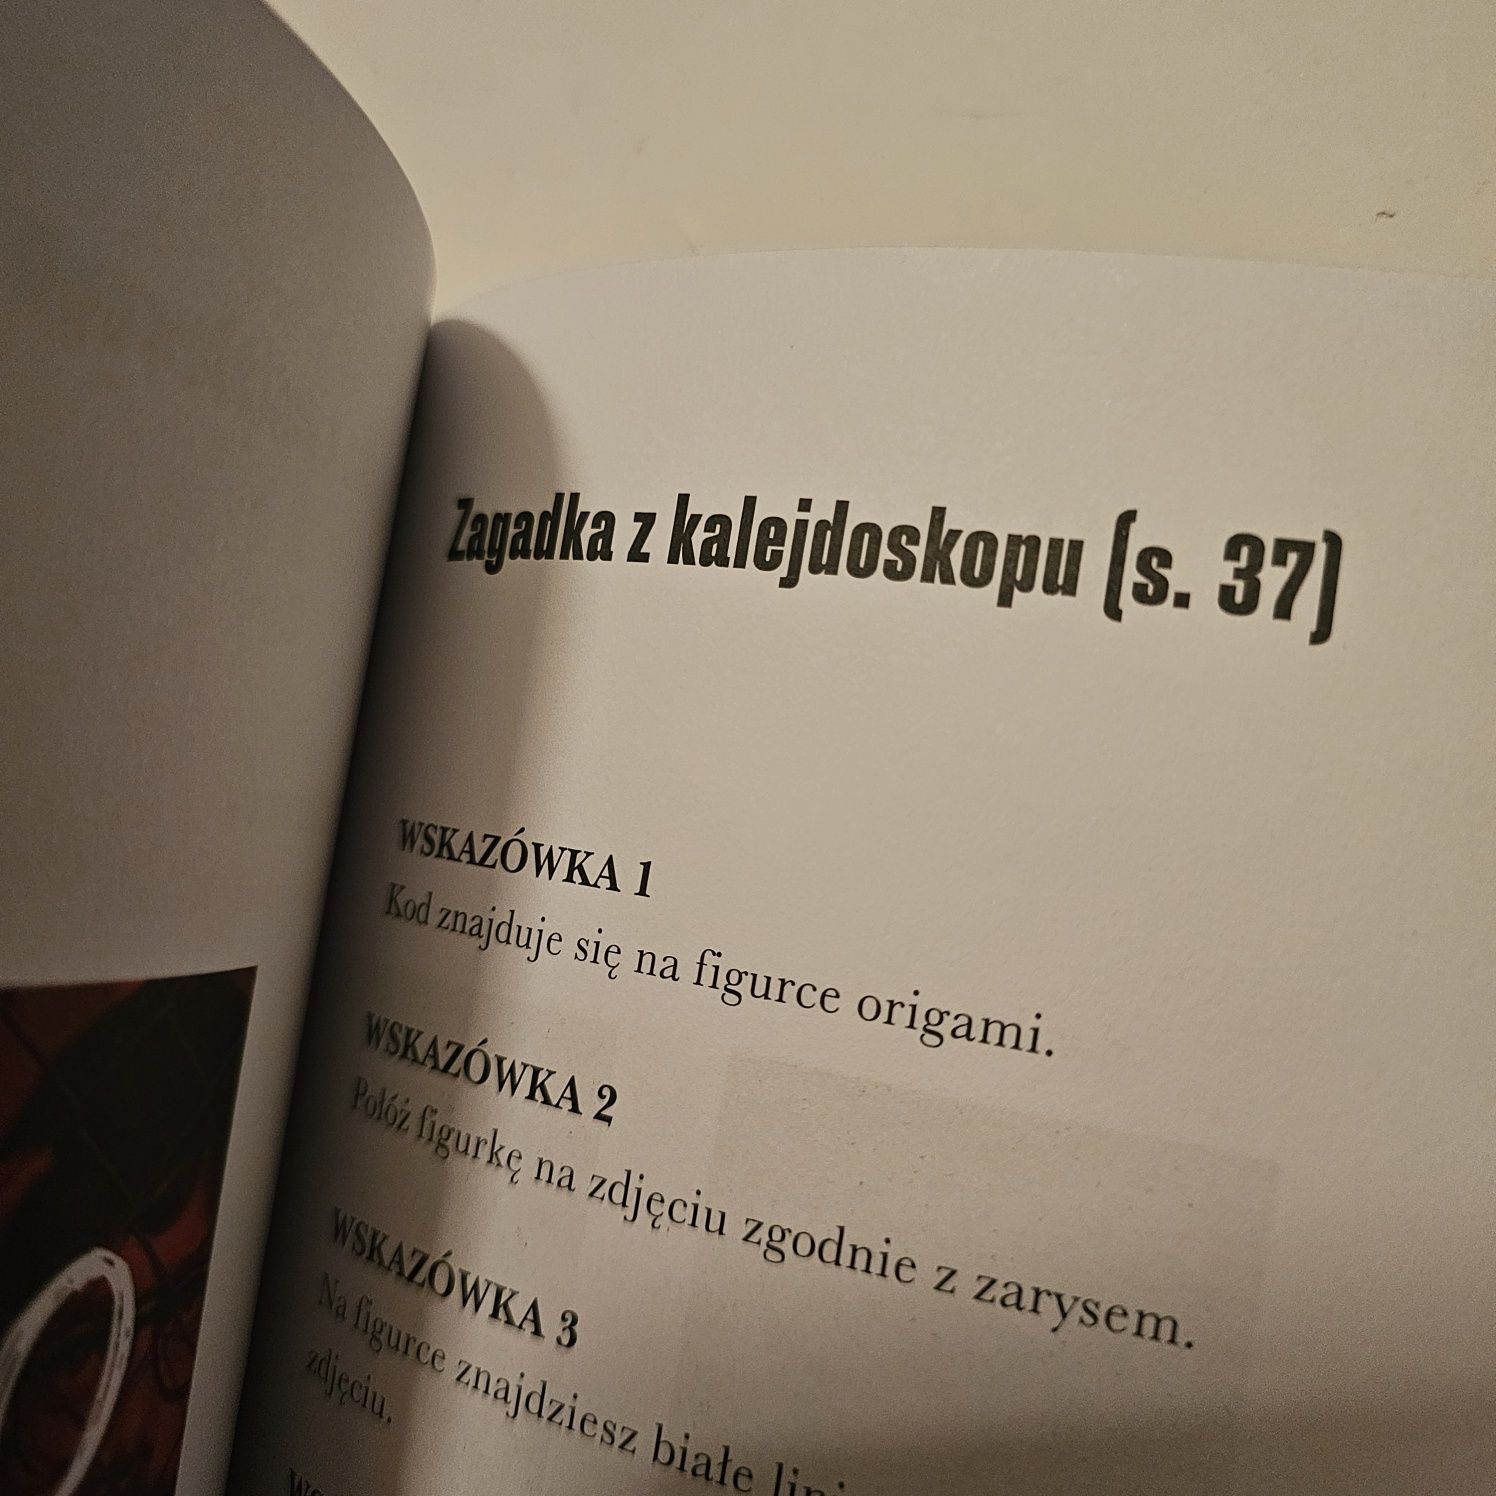 Zagadka z kalejdoskopu (s. 37)
WSKAZÓWKA 1
Kod znajduje się na figurce origami.
WSKAZÓWKA 2
Połóż figurkę na zdjęciu zgodnie z zarysem.
WSKAZÓWKA 3
Na figurce znajdziesz białe
zdjęciu.